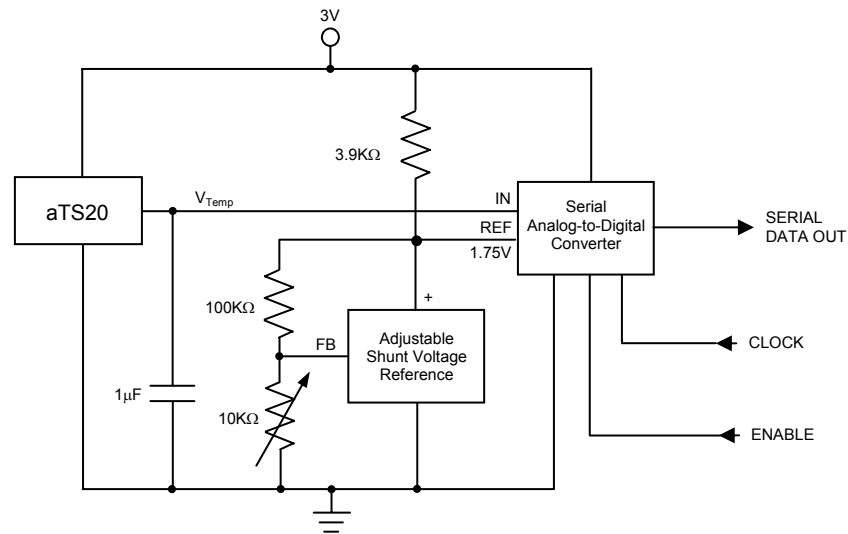 3V
3.9KΩ
aTS20
V_Temp
IN
REF
1.75V
Serial
Analog-to-Digital
Converter
SERIAL
DATA OUT
100KΩ
+
FB
Adjustable
Shunt Voltage
Reference
CLOCK
1μF
10KΩ
ENABLE